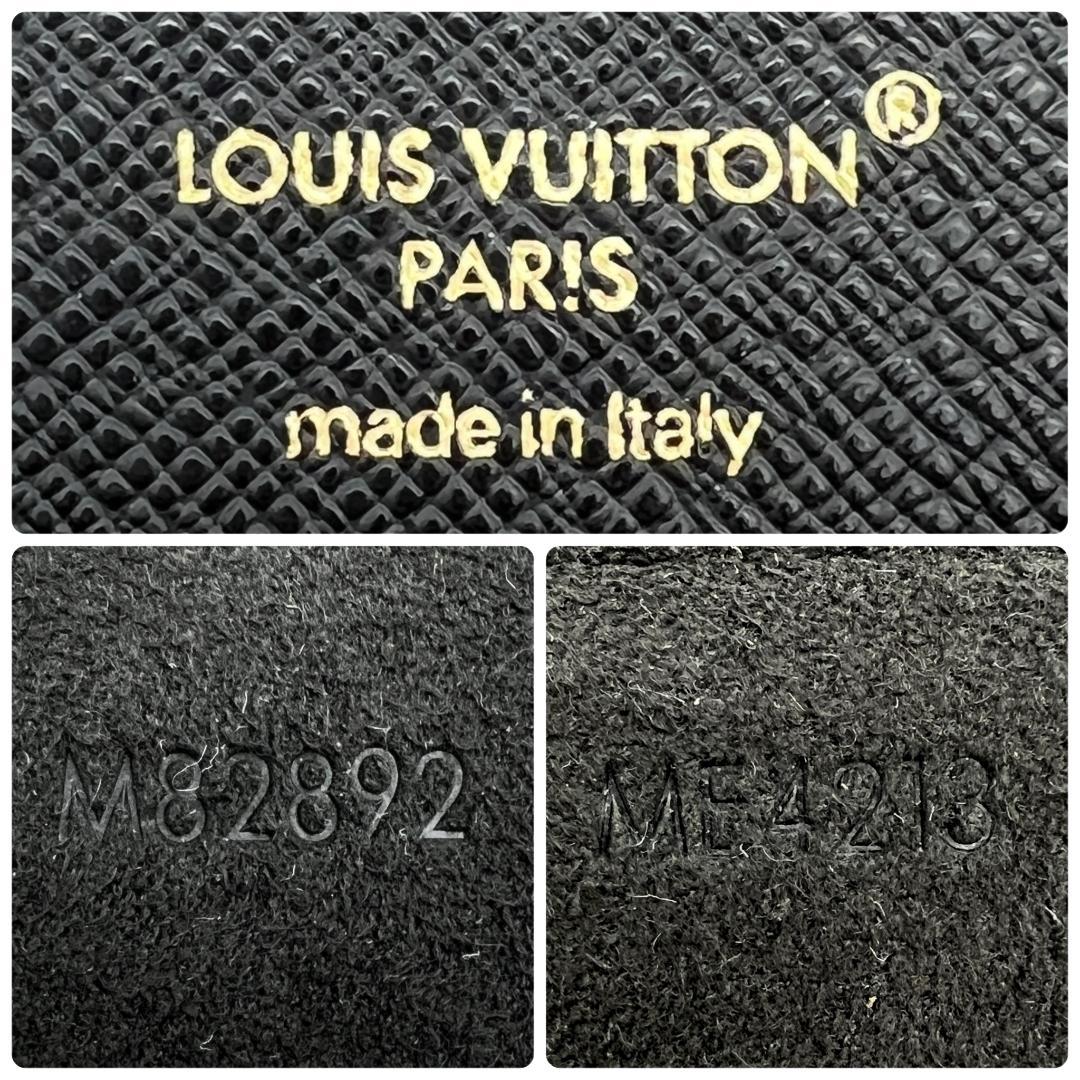 LOUIS VUITTON®
PARIS
made in Italy
M82892
ME4213